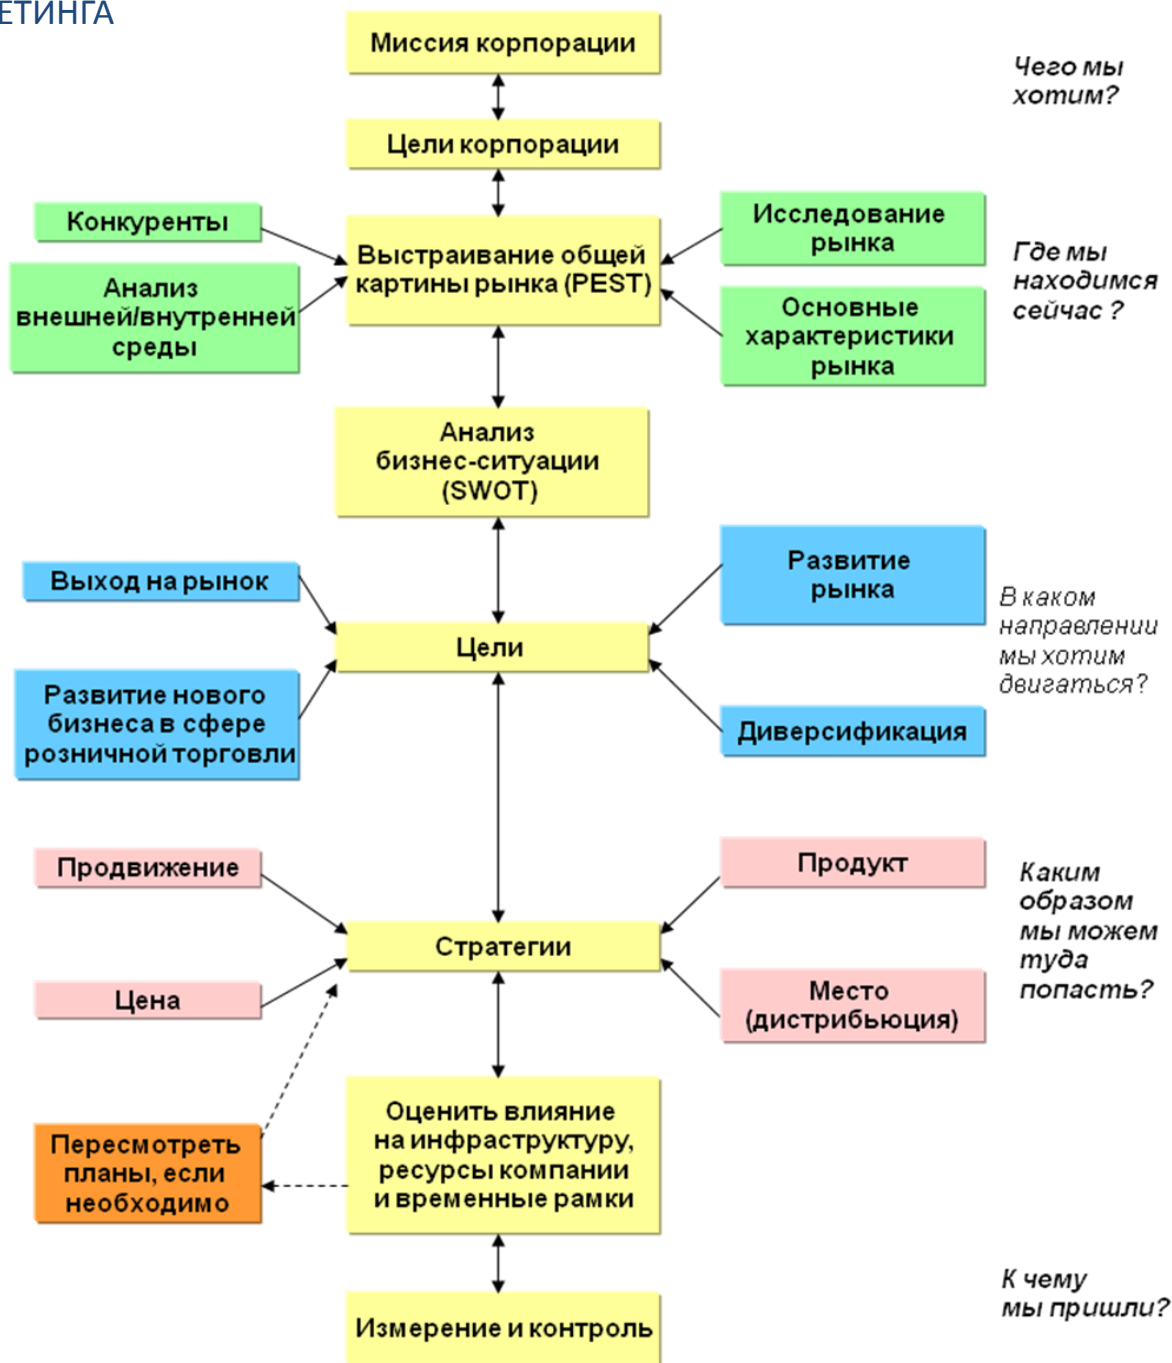 ЕТИНГА
Миссия корпорации
Чего мы
хотим?
Цели корпорации
Конкуренты
Анализ
внешней/внутренней
среды
Выстраивание общей
картины рынка (PEST)
Исследование
рынка
Основные
характеристики
рынка
Где мы
находимся
сейчас ?
Анализ
бизнес-ситуации
(SWOT)
Выход на рынок
Развитие нового
бизнеса в сфере
розничной торговли
Цели
Развитие
рынка
Диверсификация
В каком
направлении
мы хотим
двигаться?
Продвижение
Цена
Стратегии
Продукт
Место
(дистрибьюция)
Каким
образом
мы можем
туда
попасть?
Пересмотреть
планы, если
необходимо
Оценить влияние
на инфраструктуру,
ресурсы компании
и временные рамки
К чему
мы пришли?
Измерение и контроль